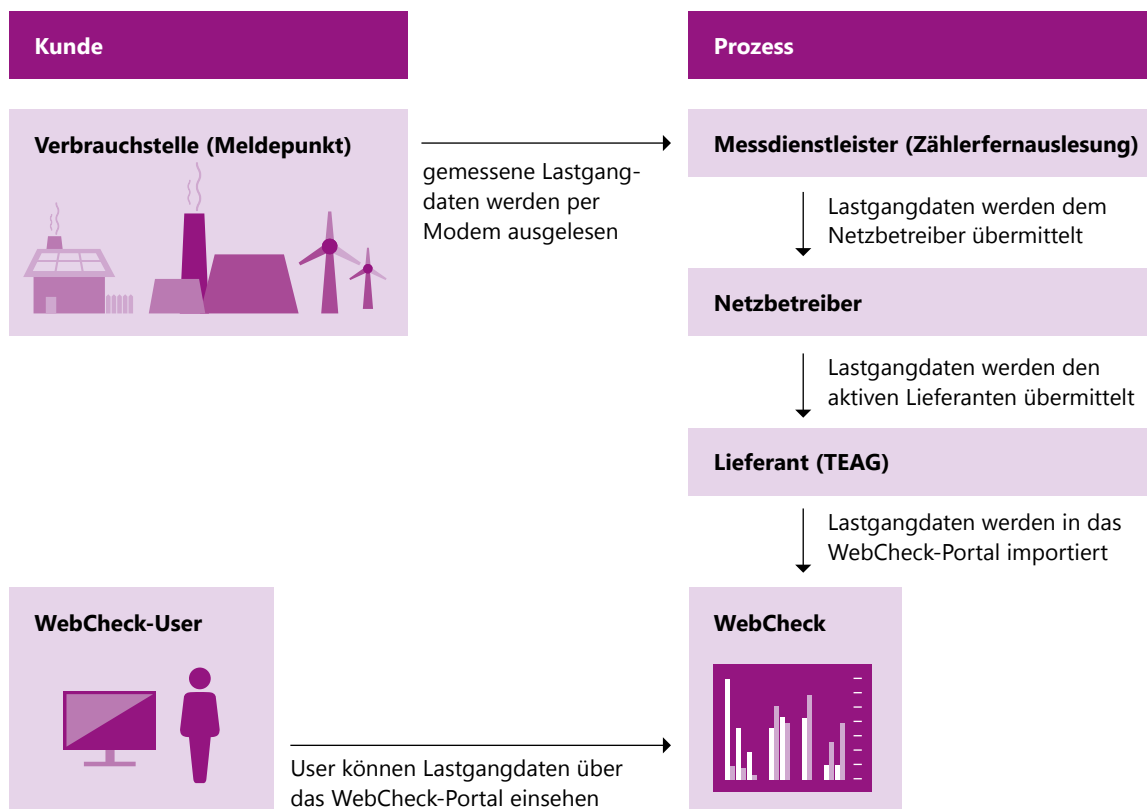 Kunde
Prozess
Verbrauchstelle (Meldepunkt)
gemessene Lastgang-
daten werden per
Modem ausgelesen
Messdienstleister (Zählerfernauslesung)
Lastgangdaten werden dem
Netzbetreiber übermittelt
Netzbetreiber
Lastgangdaten werden den
aktiven Lieferanten übermittelt
Lieferant (TEAG)
Lastgangdaten werden in das
WebCheck-Portal importiert
WebCheck-User
User können Lastgangdaten über
das WebCheck-Portal einsehen
WebCheck